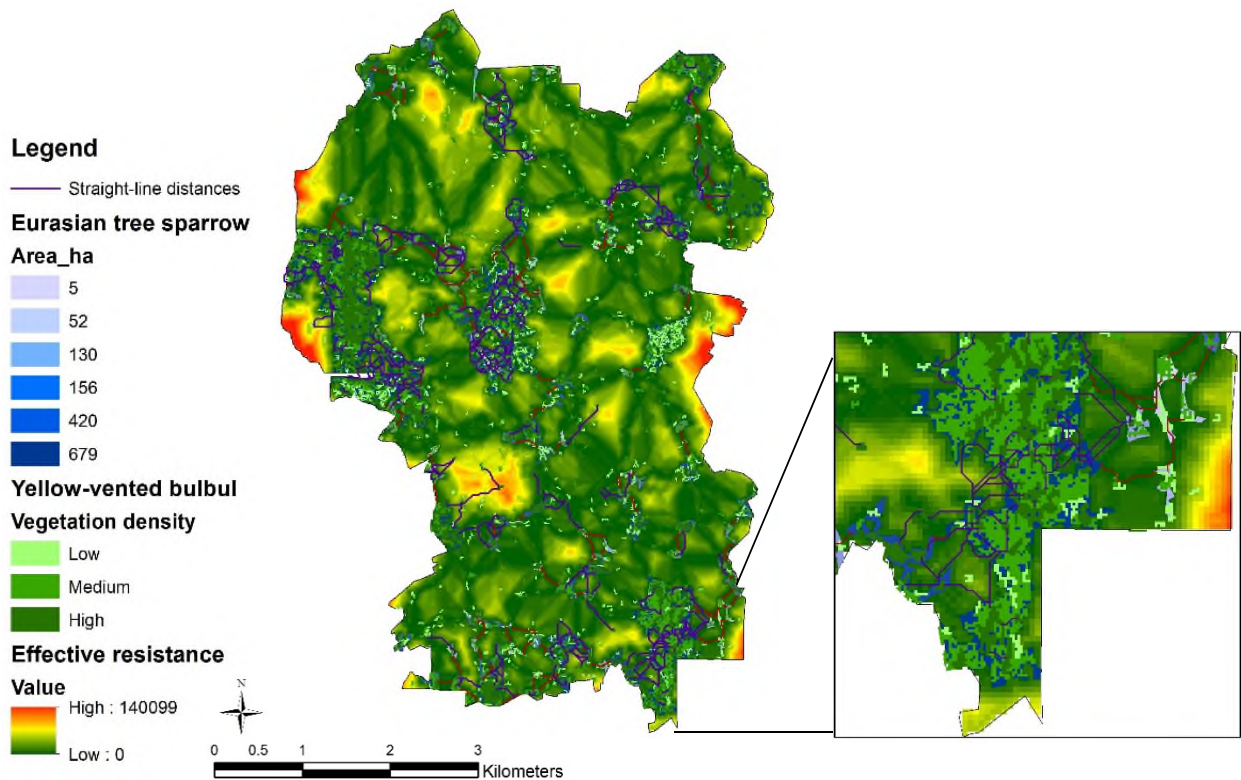 Legend
Straight-line distances
Eurasian tree sparrow
Area_ha
5
52
130
156
420
679
Yellow-vented bulbul
Vegetation density
Low
Medium
High
Effective resistance
Value
High : 140099
Low : 0
N
0 0.5 1 2 3
Kilometers